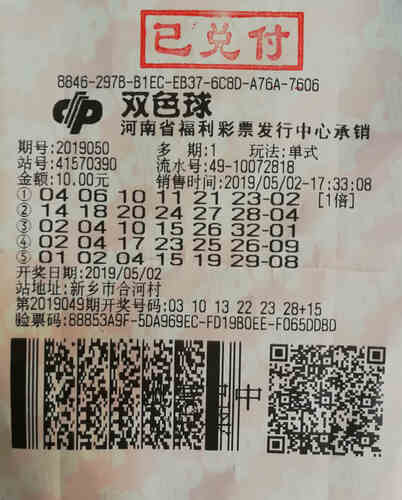 已兑付
8846-297B-B1EC-EB37-6C8D-A76A-7606
双色球
河南省福利彩票发行中心承销
期号:2019050 多 期:1 玩法:单式
站号:41570390 流水号:49-10072818
金额:10.00元 销售时间:2019/05/02-17:33:08
① 04 06 10 11 21 23-02 [1倍]
② 14 18 20 24 27 28-04
③ 02 04 10 15 26 32-01
④ 02 04 17 23 25 26-09
⑤ 01 02 04 15 19 29-08
开奖日期:2019/05/02
站地址:新乡市合河村
第2019049期开奖号码:03 10 13 22 23 28+15
验票码:88853A9F-5DA969EC-FD19B0EE-F065DDBD
中